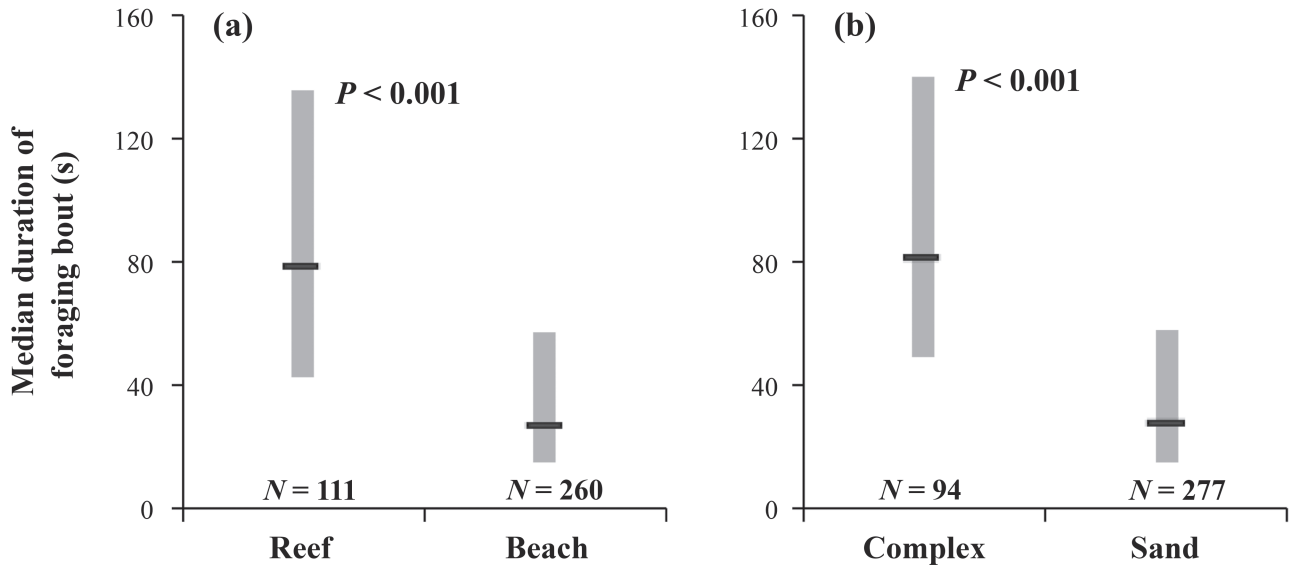 Median duration of
foraging bout (s)
(a)
160
120
80
40
0
P < 0.001
N = 111
N = 260
Reef
Beach
(b)
160
120
80
40
0
P < 0.001
N = 94
N = 277
Complex
Sand